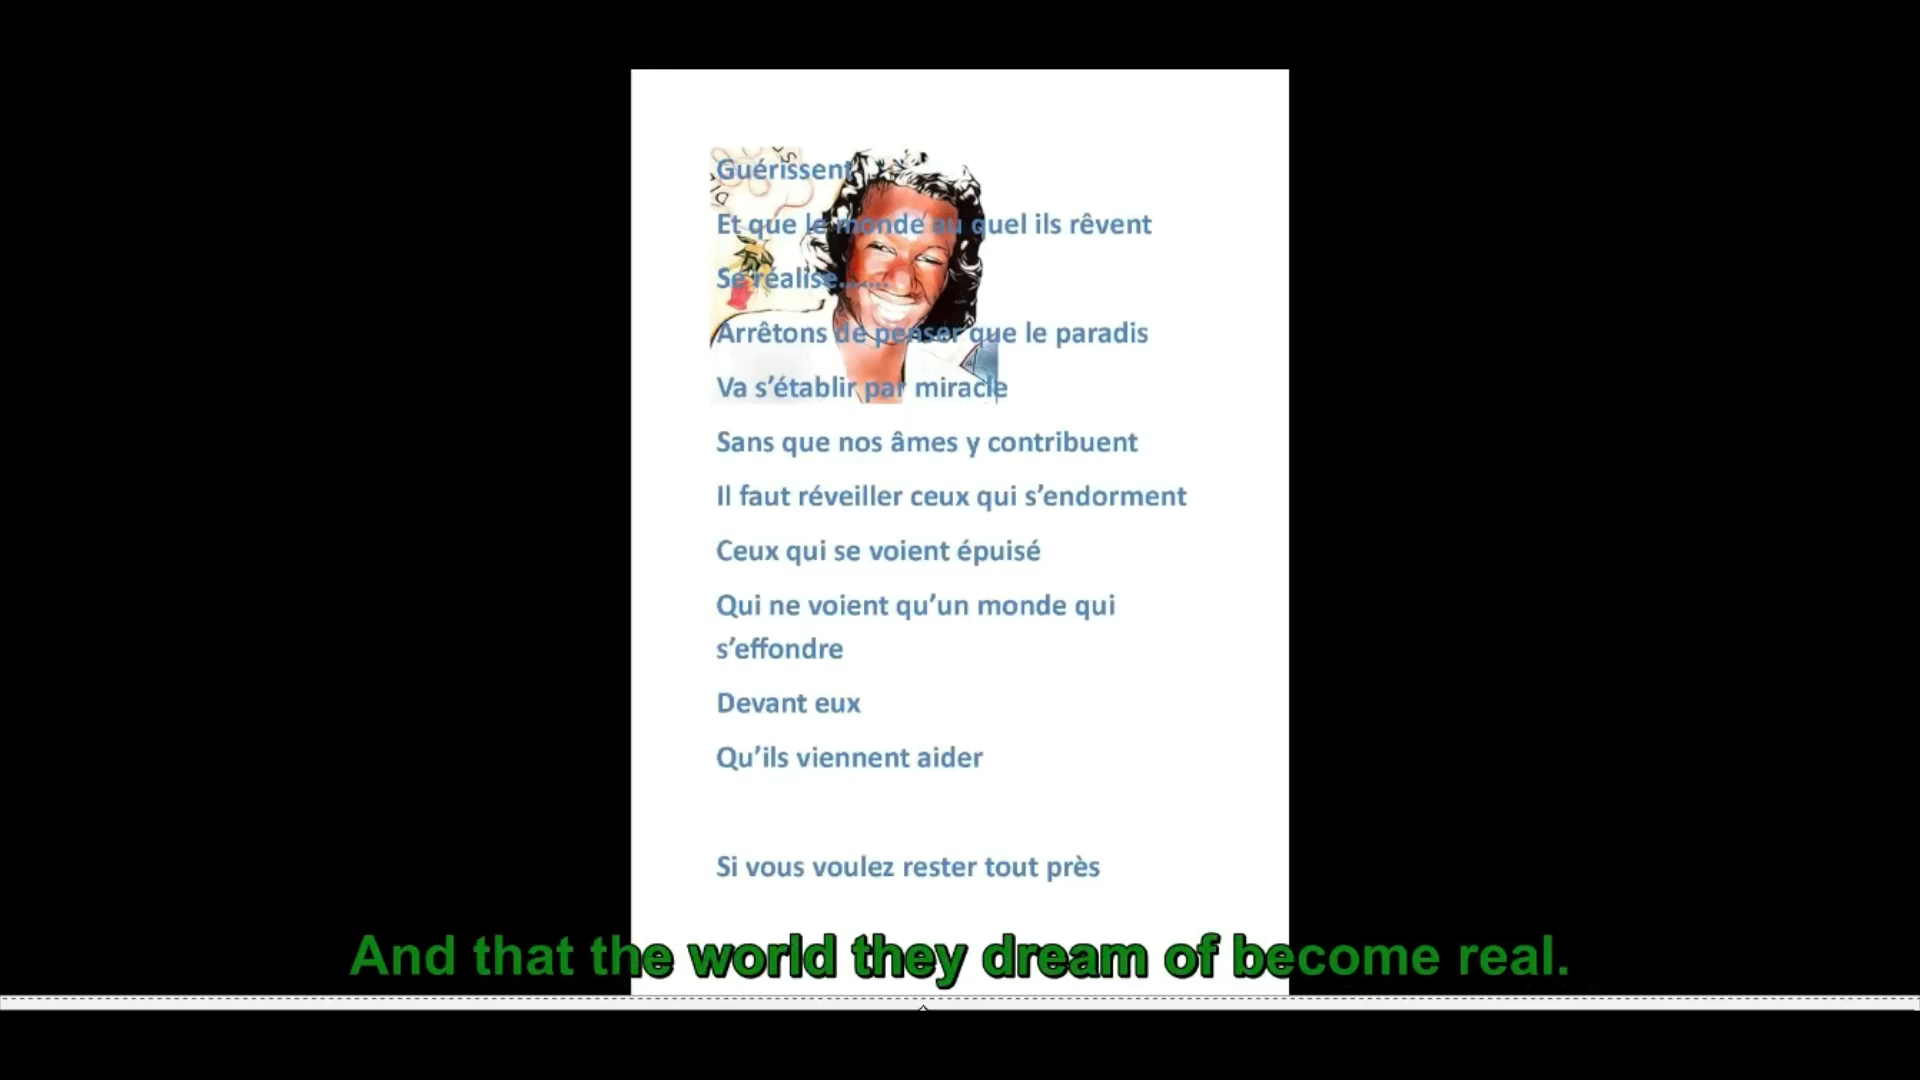 Guérissent
Et que le monde au quel ils rêvent
Se réalise.......
Arrêtons de penser que le paradis
Va s’établir par miracle
Sans que nos âmes y contribuent
Il faut réveiller ceux qui s’endorment
Ceux qui se voient épuisé
Qui ne voient qu’un monde qui
s’effondre
Devant eux
Qu’ils viennent aider
Si vous voulez rester tout près
And that the world they dream of become real.